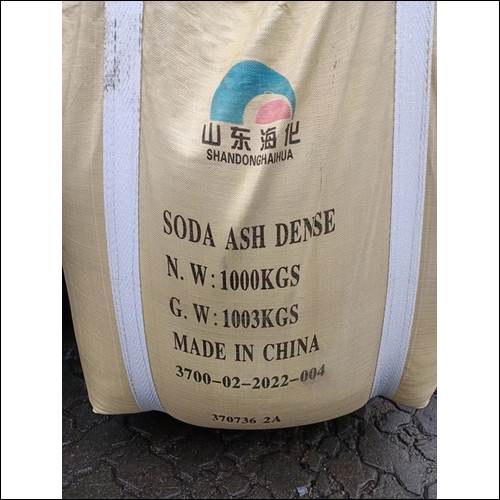 山东海化
SHANDONGHAIHUA
SODA ASH DENSE
N. W: 1000KGS
G. W: 1003KGS
MADE IN CHINA
3700-02-2022-004
370736 2A